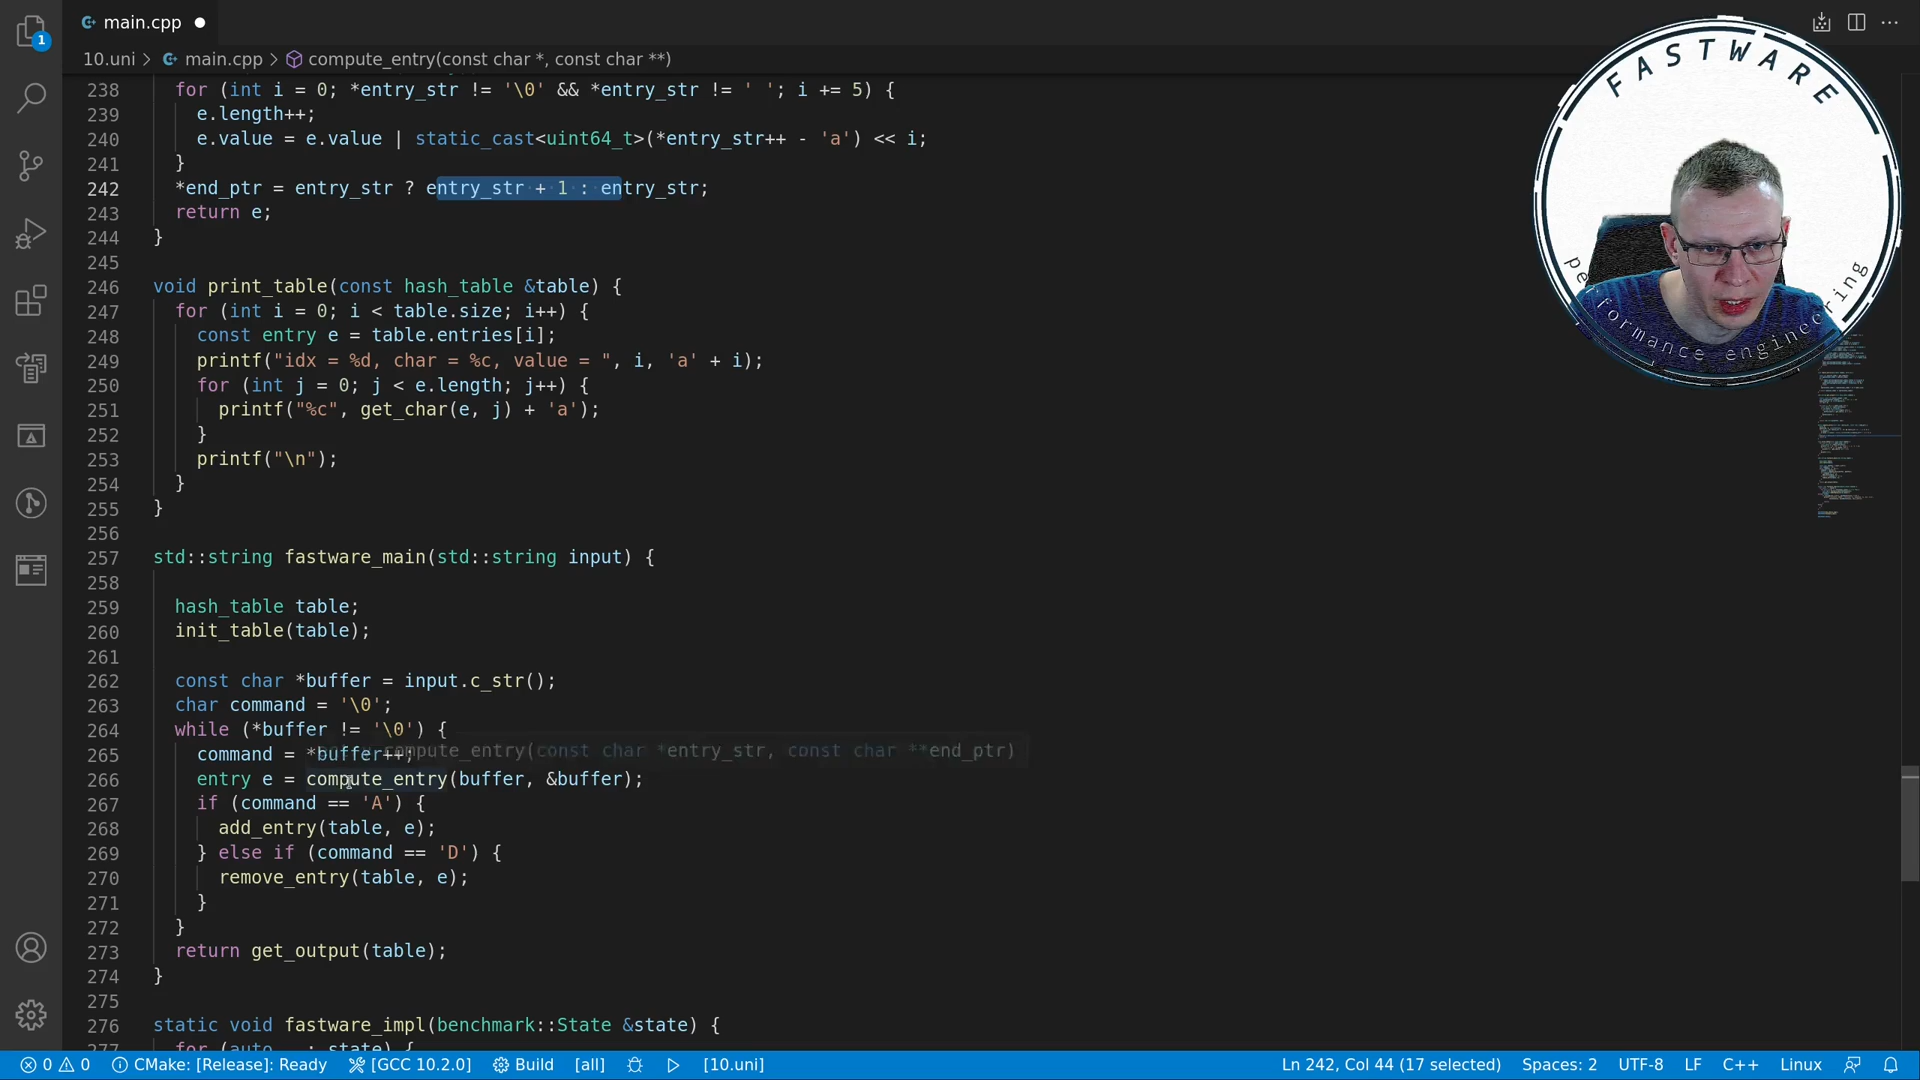 main.cpp
1
10.uni > main.cpp > compute_entry(const char *, const char **)
238 for (int i = 0; *entry_str != '\0' && *entry_str != ' '; i += 5) {
239 e.length++;
240 e.value = e.value | static_cast<uint64_t>(*entry_str++ - 'a') << i;
241 }
242 *end_ptr = entry_str ? entry_str + 1 : entry_str;
243 return e;
244 }
245
246 void print_table(const hash_table &table) {
247 for (int i = 0; i < table.size; i++) {
248 const entry e = table.entries[i];
249 printf("idx = %d, char = %c, value = ", i, 'a' + i);
250 for (int j = 0; j < e.length; j++) {
251 printf("%c", get_char(e, j) + 'a');
252 }
253 printf("\n");
254 }
255 }
256
257 std::string fastware_main(std::string input) {
258
259 hash_table table;
260 init_table(table);
261
262 const char *buffer = input.c_str();
263 char command = '\0';
264 while (*buffer != '\0') {
265 command = *buffer++;
compute_entry(const char *entry_str, const char **end_ptr)
266 entry e = compute_entry(buffer, &buffer);
267 if (command == 'A') {
268 add_entry(table, e);
269 } else if (command == 'D') {
270 remove_entry(table, e);
271 }
272 }
273 return get_output(table);
274 }
275
276 static void fastware_impl(benchmark::State &state) {
277 for (auto _ : state) {
FASTWARE
performance engineering
0 0 CMake: [Release]: Ready [GCC 10.2.0] Build [all] [10.uni] Ln 242, Col 44 (17 selected) Spaces: 2 UTF-8 LF C++ Linux